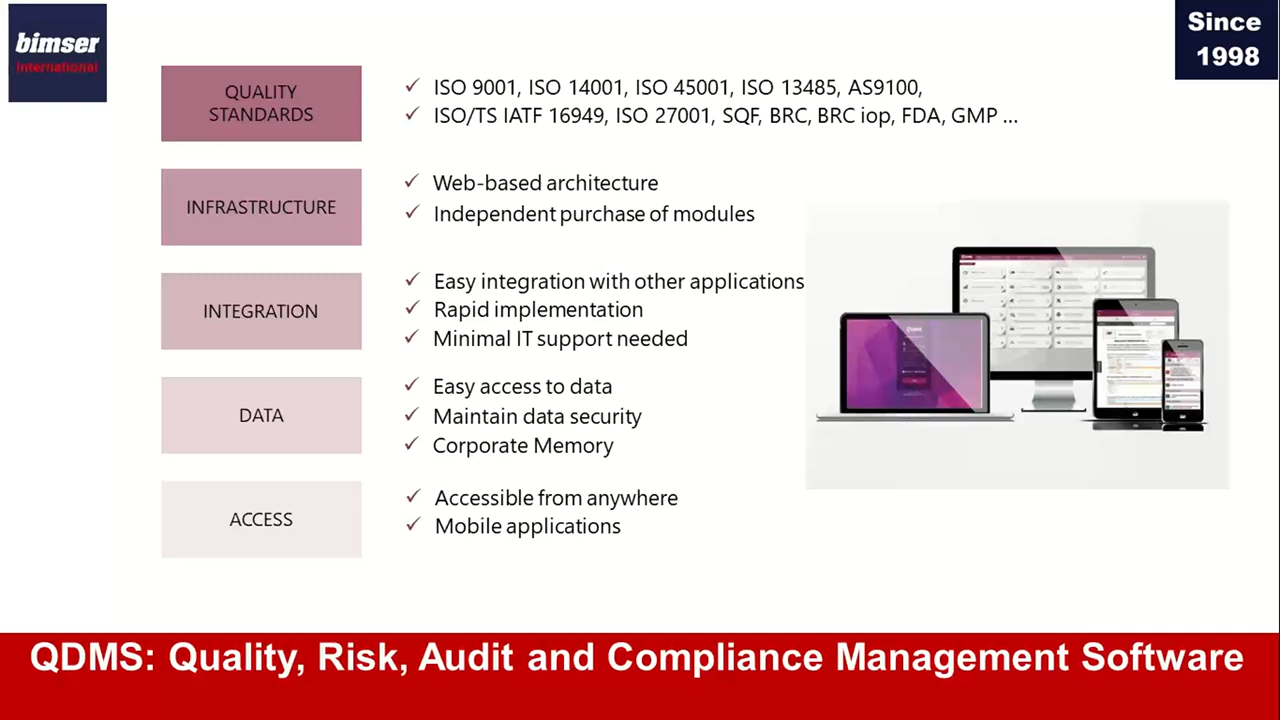 bimser
international
Since
1998
QUALITY
STANDARDS
ISO 9001, ISO 14001, ISO 45001, ISO 13485, AS9100,
ISO/TS IATF 16949, ISO 27001, SQF, BRC, BRC iop, FDA, GMP ...
INFRASTRUCTURE
Web-based architecture
Independent purchase of modules
INTEGRATION
Easy integration with other applications
Rapid implementation
Minimal IT support needed
DATA
Easy access to data
Maintain data security
Corporate Memory
ACCESS
Accessible from anywhere
Mobile applications
QDMS: Quality, Risk, Audit and Compliance Management Software